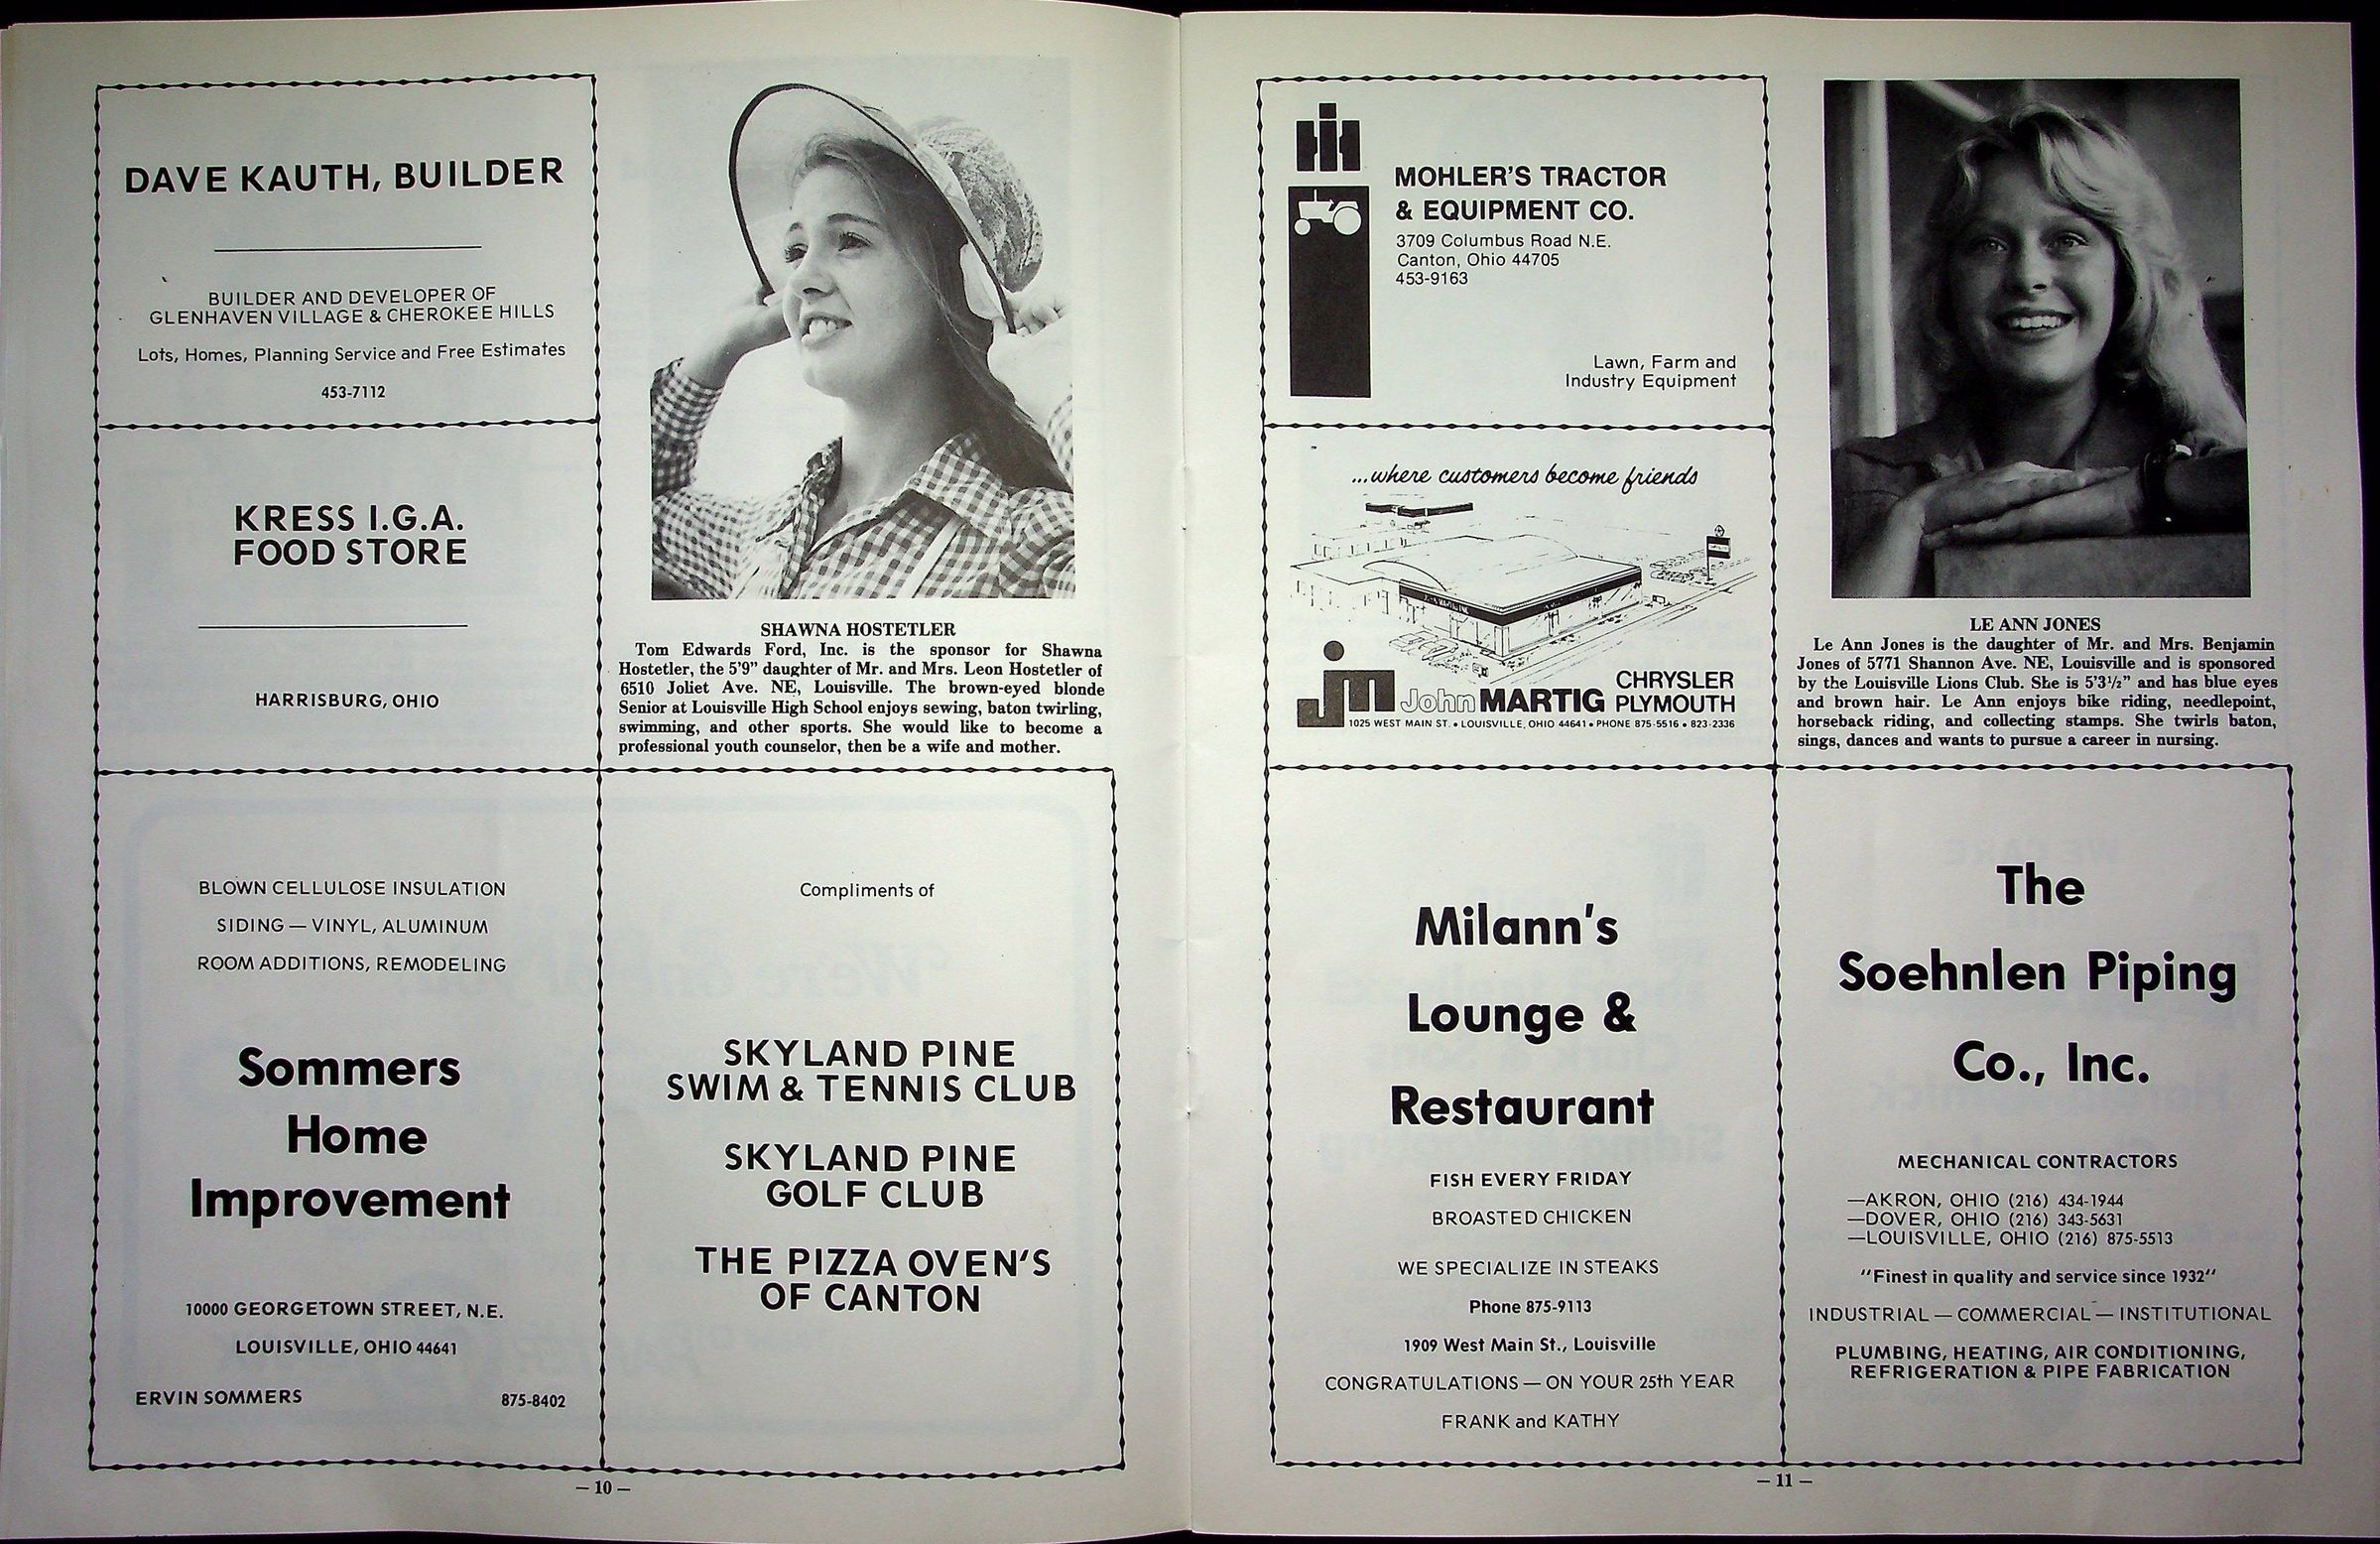 DAVE KAUTH, BUILDER
BUILDER AND DEVELOPER OF
GLENHAVEN VILLAGE & CHEROKEE HILLS
Lots, Homes, Planning Service and Free Estimates
453-7112
KRESS I.G.A.
FOOD STORE
HARRISBURG, OHIO
SHAWNA HOSTETLER
Tom Edwards Ford, Inc. is the sponsor for Shawna
Hostetler, the 5'9" daughter of Mr. and Mrs. Leon Hostetler of
6510 Joliet Ave. NE, Louisville. The brown-eyed blonde
Senior at Louisville High School enjoys sewing, baton twirling,
swimming, and other sports. She would like to become a
professional youth counselor, then be a wife and mother.
BLOWN CELLULOSE INSULATION
SIDING — VINYL, ALUMINUM
ROOM ADDITIONS, REMODELING
Sommers
Home
Improvement
10000 GEORGETOWN STREET, N.E.
LOUISVILLE, OHIO 44641
ERVIN SOMMERS 875-8402
Compliments of
SKYLAND PINE
SWIM & TENNIS CLUB
SKYLAND PINE
GOLF CLUB
THE PIZZA OVEN'S
OF CANTON
— 10 —
MOHLER'S TRACTOR
& EQUIPMENT CO.
3709 Columbus Road N.E.
Canton, Ohio 44705
453-9163
Lawn, Farm and
Industry Equipment
...where customers become friends
jm John MARTIG CHRYSLER
PLYMOUTH
1025 WEST MAIN ST. • LOUISVILLE, OHIO 44641 • PHONE 875-5516 • 823-2336
LE ANN JONES
Le Ann Jones is the daughter of Mr. and Mrs. Benjamin
Jones of 5771 Shannon Ave. NE, Louisville and is sponsored
by the Louisville Lions Club. She is 5'3½" and has blue eyes
and brown hair. Le Ann enjoys bike riding, needlepoint,
horseback riding, and collecting stamps. She twirls baton,
sings, dances and wants to pursue a career in nursing.
Milann's
Lounge &
Restaurant
FISH EVERY FRIDAY
BROASTED CHICKEN
WE SPECIALIZE IN STEAKS
Phone 875-9113
1909 West Main St., Louisville
CONGRATULATIONS — ON YOUR 25th YEAR
FRANK and KATHY
The
Soehnlen Piping
Co., Inc.
MECHANICAL CONTRACTORS
—AKRON, OHIO (216) 434-1944
—DOVER, OHIO (216) 343-5631
—LOUISVILLE, OHIO (216) 875-5513
"Finest in quality and service since 1932"
INDUSTRIAL — COMMERCIAL — INSTITUTIONAL
PLUMBING, HEATING, AIR CONDITIONING,
REFRIGERATION & PIPE FABRICATION
— 11 —